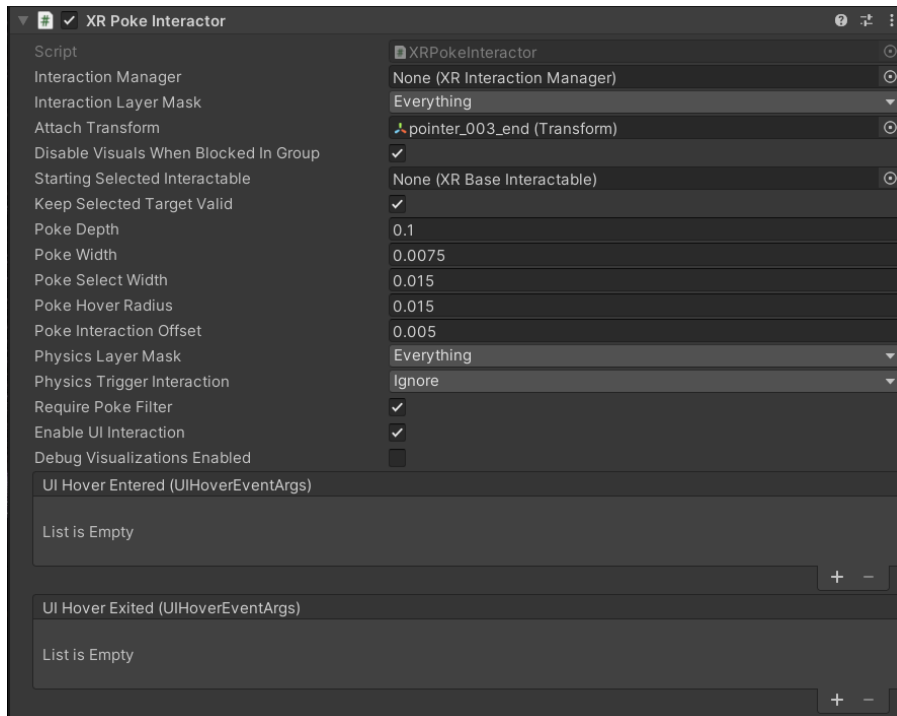 XR Poke Interactor
Script XRPokeInteractor
Interaction Manager None (XR Interaction Manager)
Interaction Layer Mask Everything
Attach Transform pointer_003_end (Transform)
Disable Visuals When Blocked In Group
Starting Selected Interactable None (XR Base Interactable)
Keep Selected Target Valid
Poke Depth 0.1
Poke Width 0.0075
Poke Select Width 0.015
Poke Hover Radius 0.015
Poke Interaction Offset 0.005
Physics Layer Mask Everything
Physics Trigger Interaction Ignore
Require Poke Filter
Enable UI Interaction
Debug Visualizations Enabled
UI Hover Entered (UIHoverEventArgs)
List is Empty
UI Hover Exited (UIHoverEventArgs)
List is Empty